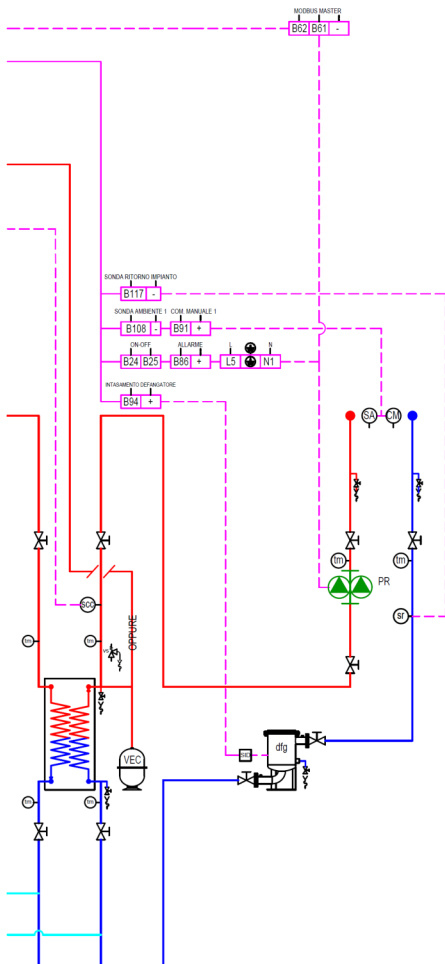 MODBUS MASTER
B62 B61 -
SONDA RITORNO IMPIANTO
B117 -
SONDA AMBIENTE 1 COM. MANUALE 1
B108 - B91 +
ON-OFF ALLARME L N
B24 B25 B86 +  L5 N1
INTASAMENTO DEFANGATORE
B94 +
SA CM
tm tm
PR
scc
sr
OPPURE
tm tm
VS
dfg
VEC
tm tm